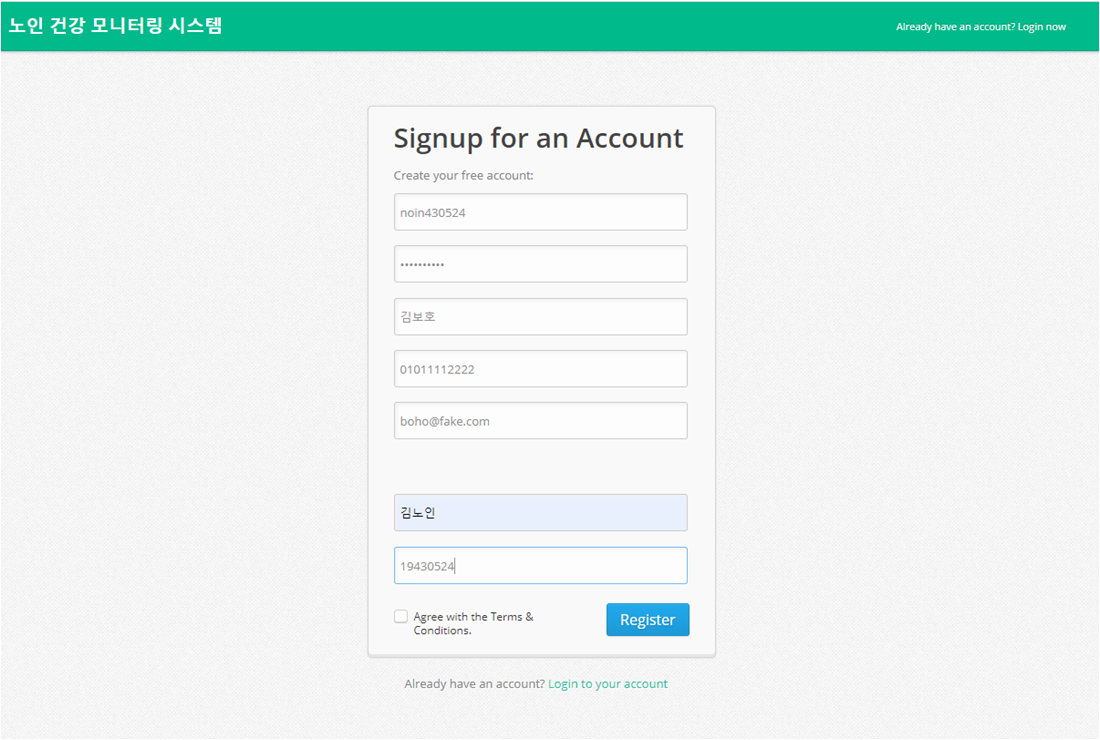 노인 건강 모니터링 시스템
Already have an account? Login now
Signup for an Account
Create your free account:
noin430524
••••••••••
김보호
01011112222
boho@fake.com
김노인
19430524
Agree with the Terms &
Conditions.
Register
Already have an account? Login to your account